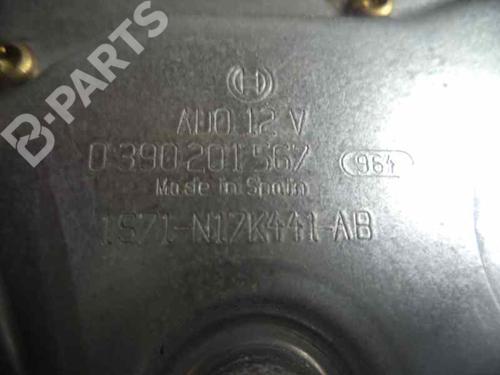 B-PARTS
AUO 12 V
0 390 201 567
964
Made in Spain
1S71-N17K441-AB